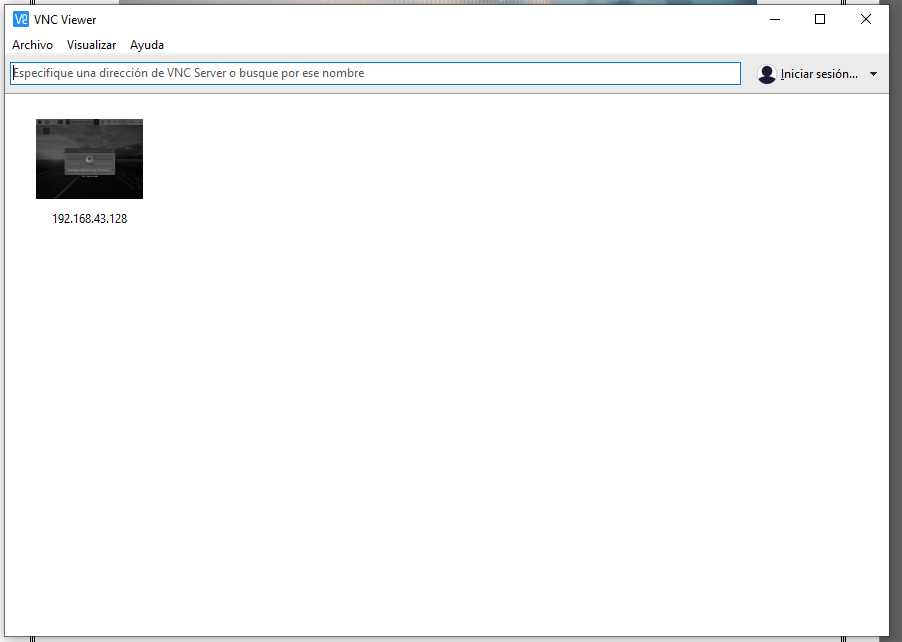 VNC Viewer
Archivo Visualizar Ayuda
Especifique una dirección de VNC Server o busque por ese nombre
Iniciar sesión...
192.168.43.128